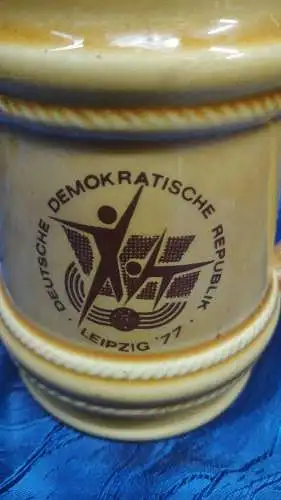 DEUTSCHE DEMOKRATISCHE REPUBLIK
· LEIPZIG '77 ·